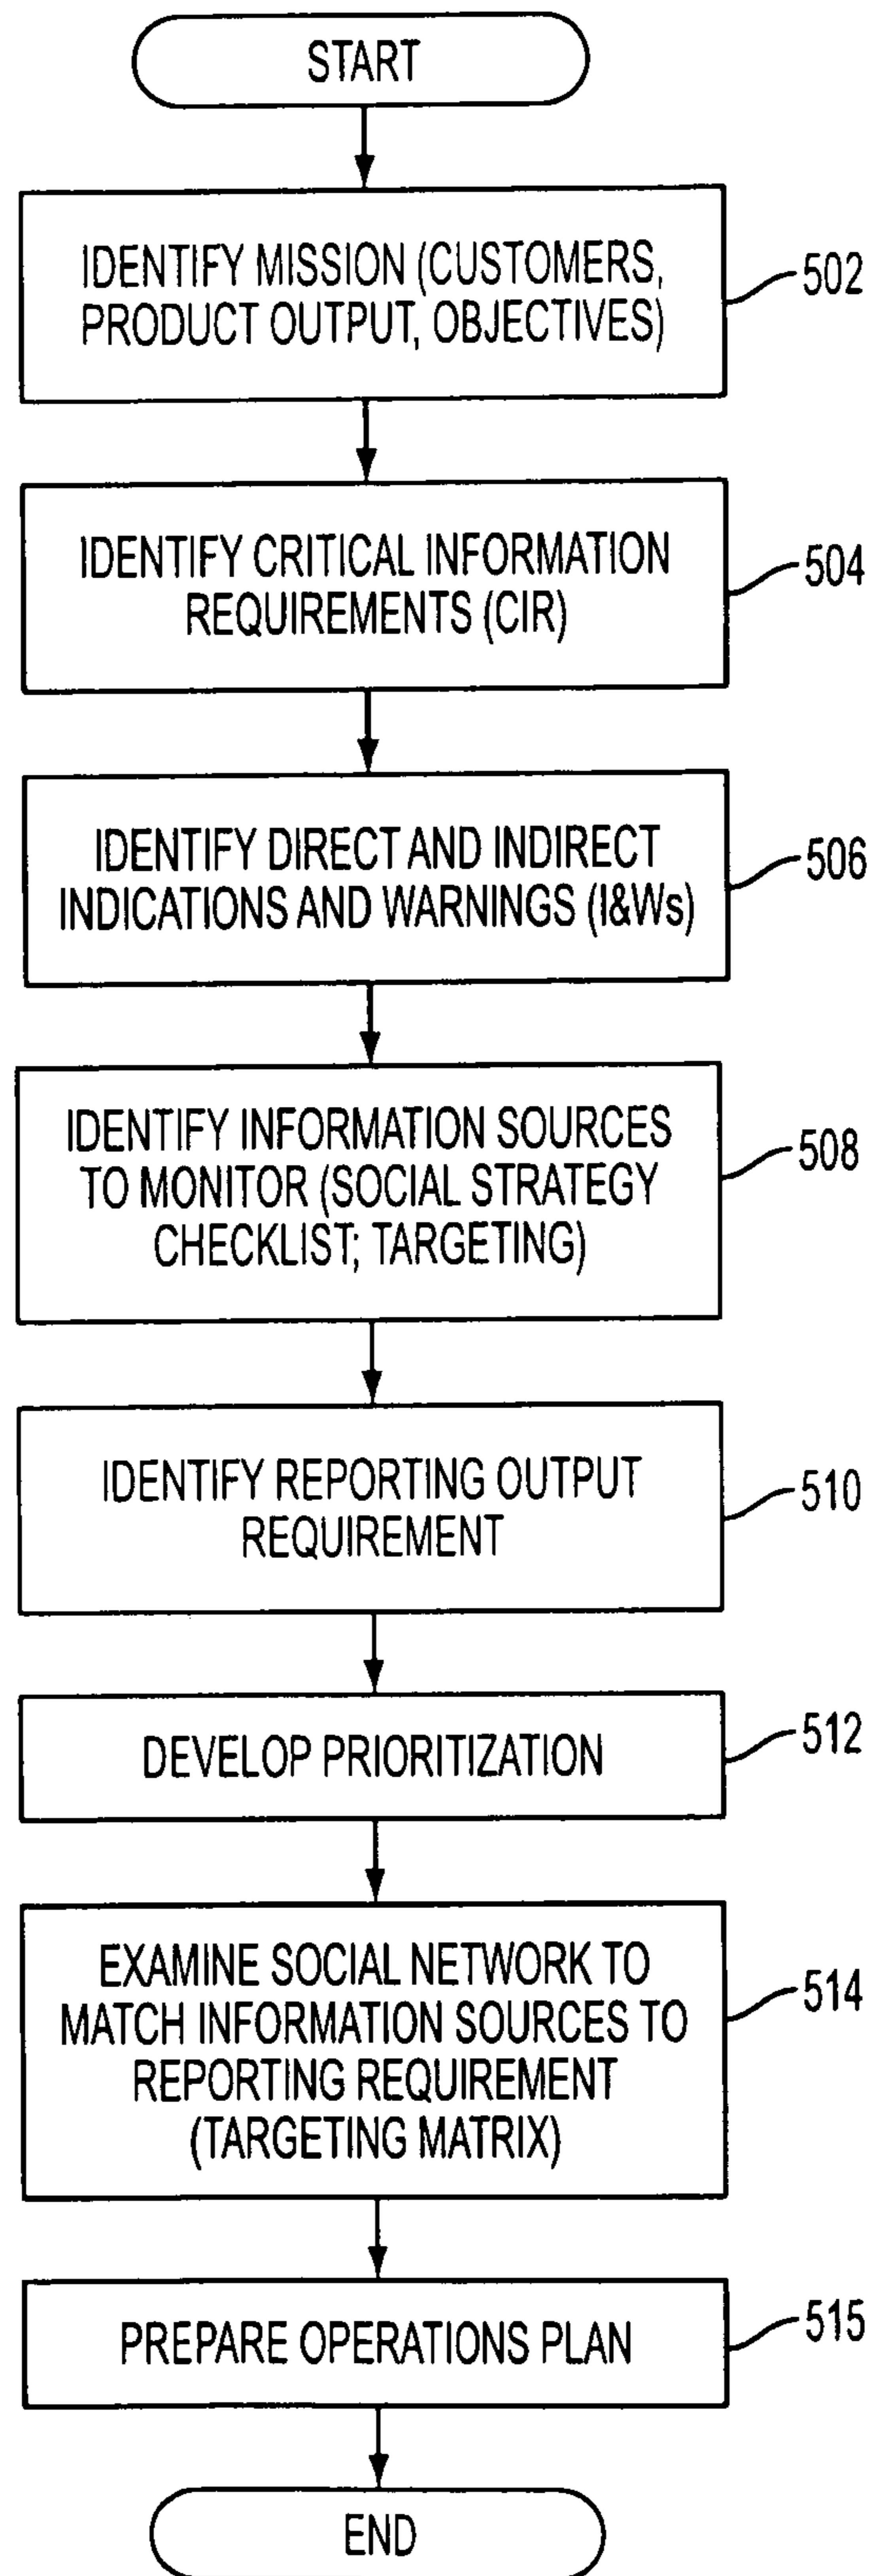 START
IDENTIFY MISSION (CUSTOMERS,
PRODUCT OUTPUT, OBJECTIVES)
502
IDENTIFY CRITICAL INFORMATION
REQUIREMENTS (CIR)
504
IDENTIFY DIRECT AND INDIRECT
INDICATIONS AND WARNINGS (I&Ws)
506
IDENTIFY INFORMATION SOURCES
TO MONITOR (SOCIAL STRATEGY
CHECKLIST; TARGETING)
508
IDENTIFY REPORTING OUTPUT
REQUIREMENT
510
DEVELOP PRIORITIZATION
512
EXAMINE SOCIAL NETWORK TO
MATCH INFORMATION SOURCES TO
REPORTING REQUIREMENT
(TARGETING MATRIX)
514
PREPARE OPERATIONS PLAN
515
END